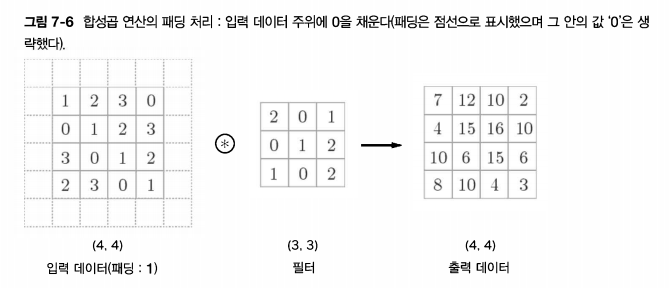 그림 7-6 합성곱 연산의 패딩 처리 : 입력 데이터 주위에 0을 채운다(패딩은 점선으로 표시했으며 그 안의 값 '0'은 생
략했다).
1 2 3 0
0 1 2 3
3 0 1 2
2 3 0 1
(4, 4)
입력 데이터(패딩 : 1)
*
2 0 1
0 1 2
1 0 2
(3, 3)
필터
7 12 10 2
4 15 16 10
10 6 15 6
8 10 4 3
(4, 4)
출력 데이터